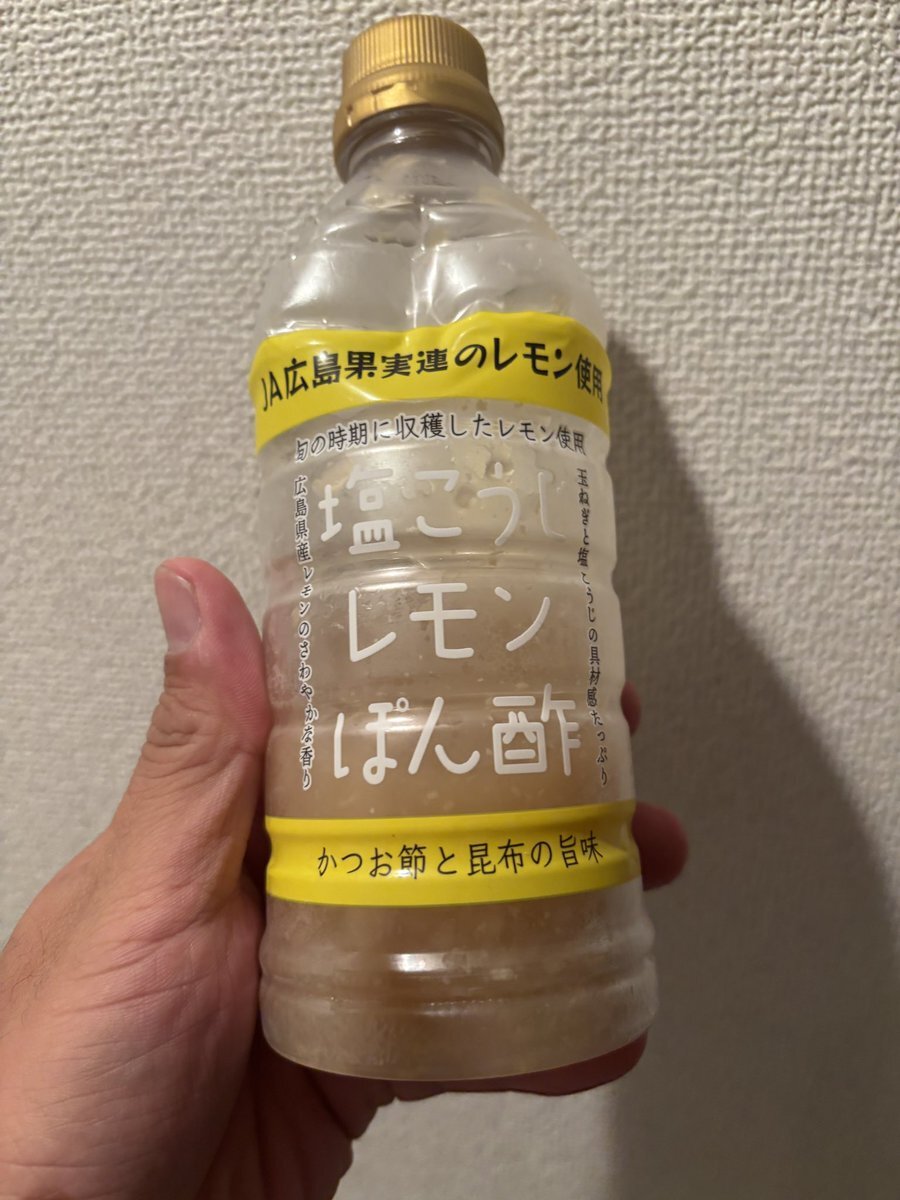 JA広島果実連のレモン使用
旬の時期に収穫したレモン使用
玉ねぎと塩こうじの具材感たっぷり
塩こうじ
レモン
ぽん酢
広島県産レモンのさわやかな香り
かつお節と昆布の旨味